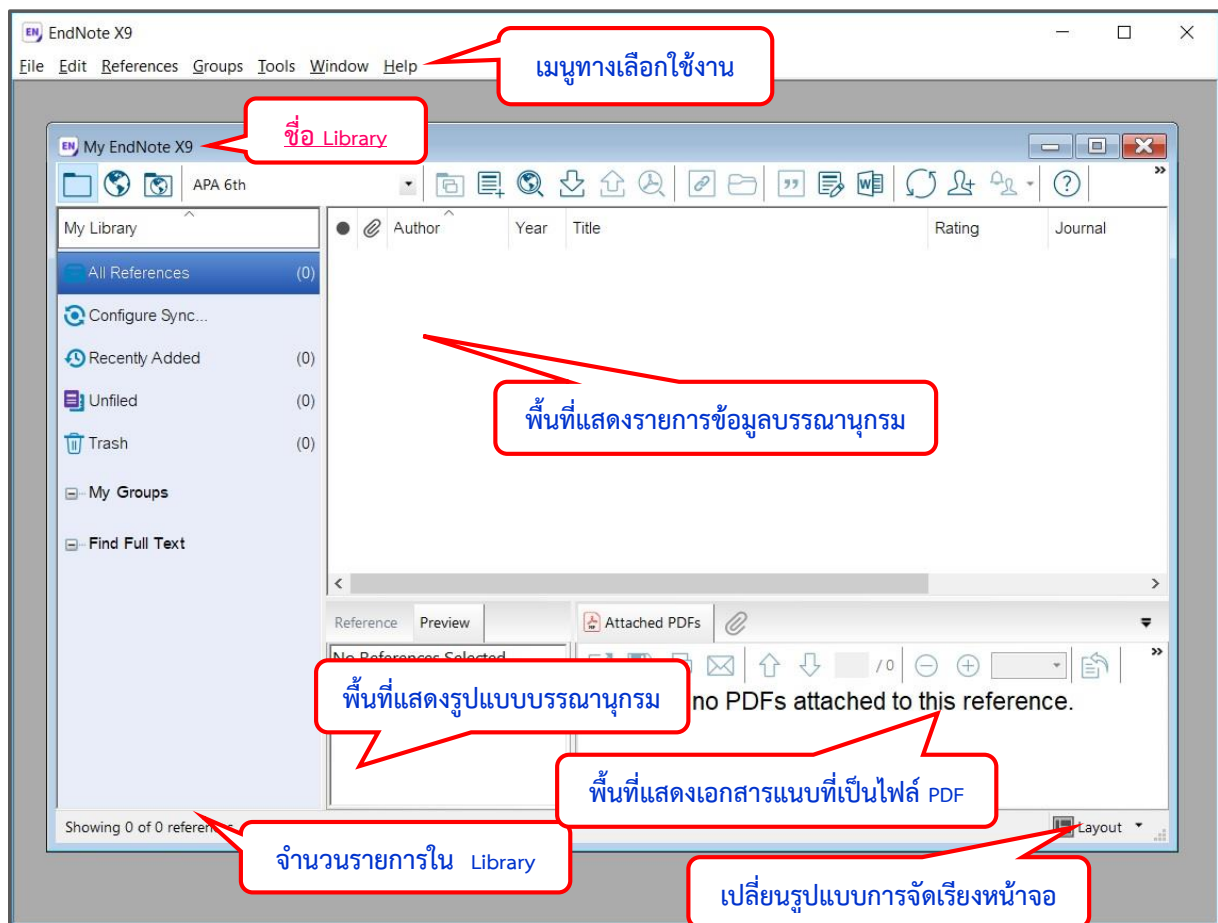 EndNote X9
File Edit References Groups Tools Window Help
เมนูทางเลือกใช้งาน
ชื่อ Library
My EndNote X9
APA 6th
My Library
Author Year Title Rating Journal
All References (0)
Configure Sync...
Recently Added (0)
Unfiled (0)
Trash (0)
My Groups
Find Full Text
พื้นที่แสดงรายการข้อมูลบรรณานุกรม
Reference Preview Attached PDFs
No References Selected
/ 0
พื้นที่แสดงรูปแบบบรรณานุกรม
no PDFs attached to this reference.
พื้นที่แสดงเอกสารแนบที่เป็นไฟล์ PDF
Showing 0 of 0 references
Layout
จำนวนรายการใน Library
เปลี่ยนรูปแบบการจัดเรียงหน้าจอ